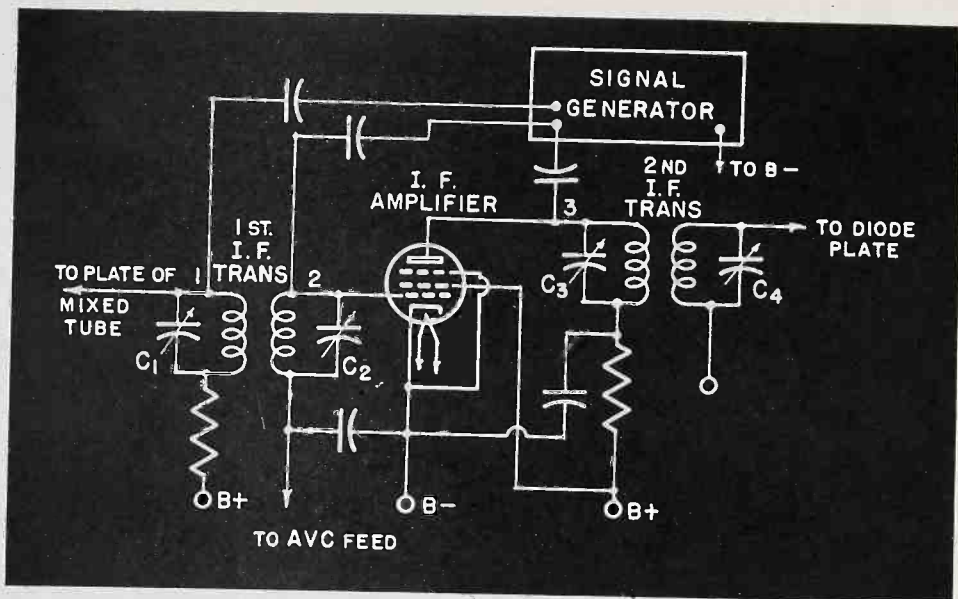 SIGNAL
GENERATOR
TO B-
I. F.
AMPLIFIER
3
2ND
I. F.
TRANS
TO DIODE
PLATE
1 ST.
I. F.
TRANS
TO PLATE OF
MIXED
TUBE
1
2
C1
C2
C3
C4
B+
TO AVC FEED
B-
B+